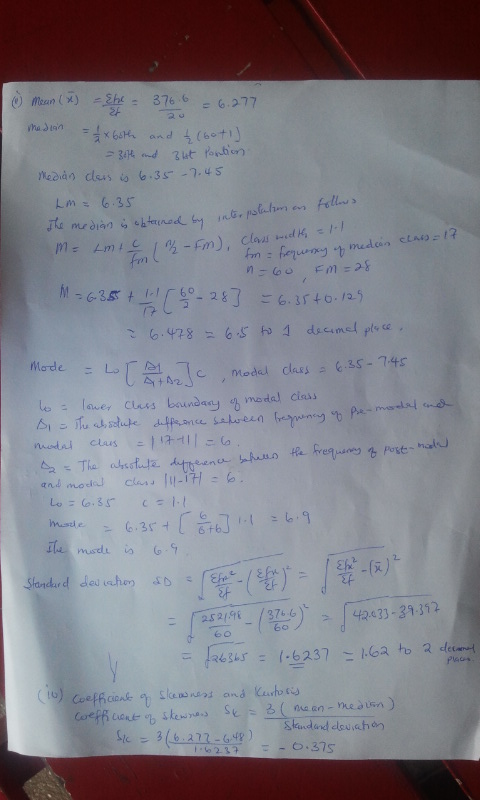 (i) Mean (x̄) = Σfx/Σf = 376.6/20 = 6.277
median = 1/2 × 60th and 1/2 (60+1)
= 30th and 31st position.
Median class is 6.35 - 7.45
Lm = 6.35
The median is obtained by interpolation as follows
M = Lm + c/fm (n/2 - Fm), class width = 1.1
fm = frequency of median class = 17
n = 60, Fm = 28
M = 6.35 + 1.1/17 [60/2 - 28] = 6.35 + 0.129
= 6.478 = 6.5 to 1 decimal place.
Mode = Lo [Δ1/(Δ1+Δ2)] c, modal class = 6.35 - 7.45
Lo = lower class boundary of modal class
Δ1 = The absolute difference between frequency of pre-modal and
modal class = |17-11| = 6.
Δ2 = The absolute difference between the frequency of post-modal
and modal class |11-17| = 6.
Lo = 6.35 c = 1.1
mode = 6.35 + [6/(6+6)] 1.1 = 6.9
The mode is 6.9.
Standard deviation SD = √(Σfx²/Σf - (Σfx/Σf)²) = √(Σfx²/Σf - (x̄)²)
= √(2521.98/60 - (376.6/60)²) = √(42.033 - 39.397)
= √2.6365 = 1.6237 = 1.62 to 2 decimal
places.
(iv) Coefficient of Skewness and Kurtosis
Coefficient of skewness Sk = 3(mean - median)/Standard deviation
Sk = 3(6.277-6.48)/1.6237 = -0.375